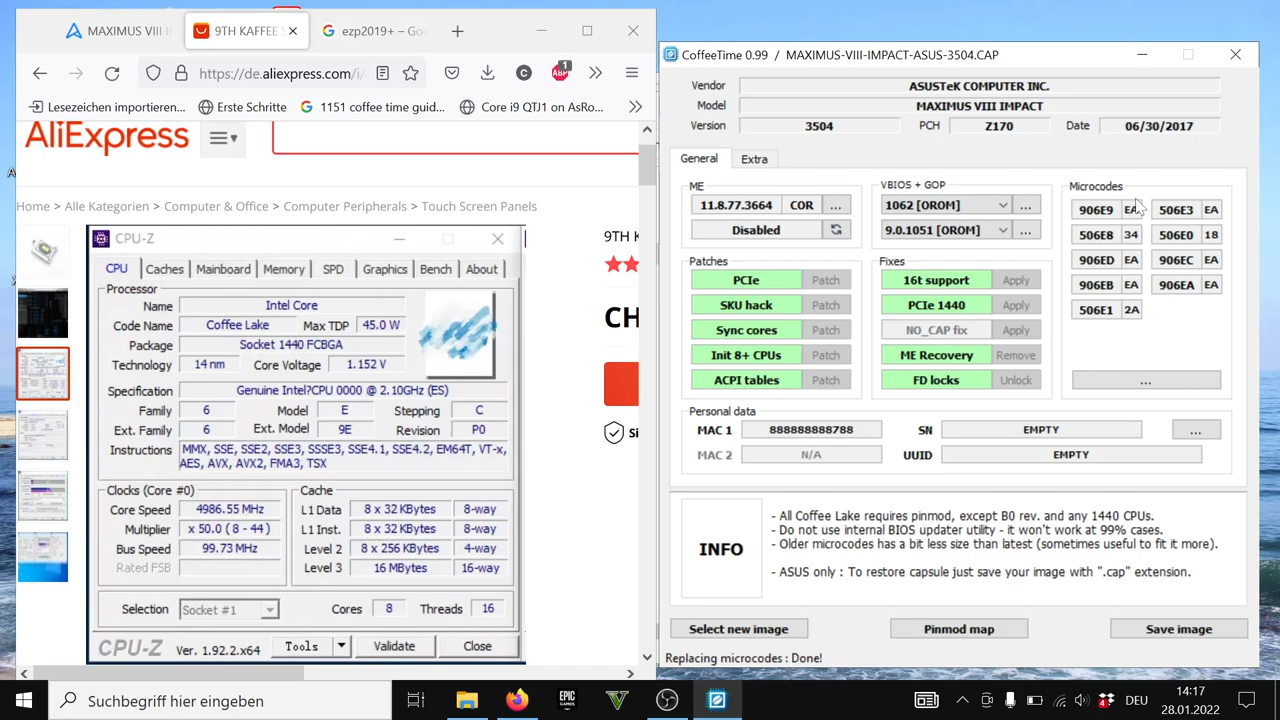 MAXIMUS VIII I
9TH KAFFEE S
ezp2019+ – Go
https://de.aliexpress.com/i
Lesezeichen importieren...
Erste Schritte
1151 coffee time guid...
Core i9 QTJ1 on AsRo...
AliExpress
Home > Alle Kategorien > Computer & Office > Computer Peripherals > Touch Screen Panels
CPU-Z
CPU Caches Mainboard Memory SPD Graphics Bench About
Processor
Name Intel Core
Code Name Coffee Lake Max TDP 45.0 W
Package Socket 1440 FCBGA
Technology 14 nm Core Voltage 1.152 V
Specification Genuine Intel?CPU 0000 @ 2.10GHz (ES)
Family 6 Model E Stepping C
Ext. Family 6 Ext. Model 9E Revision P0
Instructions MMX, SSE, SSE2, SSE3, SSSE3, SSE4.1, SSE4.2, EM64T, VT-x,
AES, AVX, AVX2, FMA3, TSX
Clocks (Core #0) Cache
Core Speed 4986.55 MHz L1 Data 8 x 32 KBytes 8-way
Multiplier x 50.0 ( 8 - 44 ) L1 Inst. 8 x 32 KBytes 8-way
Bus Speed 99.73 MHz Level 2 8 x 256 KBytes 4-way
Rated FSB Level 3 16 MBytes 16-way
Selection Socket #1 Cores 8 Threads 16
CPU-Z Ver. 1.92.2.x64 Tools Validate Close
9TH K
CH
Si
CoffeeTime 0.99 / MAXIMUS-VIII-IMPACT-ASUS-3504.CAP
Vendor ASUSTeK COMPUTER INC.
Model MAXIMUS VIII IMPACT
Version 3504 PCH Z170 Date 06/30/2017
General Extra
ME VBIOS + GOP Microcodes
11.8.77.3664 COR ... 1062 [OROM] ... 906E9 EA 506E3 EA
Disabled 9.0.1051 [OROM] ... 506E8 34 506E0 18
Patches Fixes 906ED EA 906EC EA
PCIe Patch 16t support Apply 906EB EA 906EA EA
SKU hack Patch PCIe 1440 Apply 506E1 2A
Sync cores Patch NO_CAP fix Apply
Init 8+ CPUs Patch ME Recovery Remove
ACPI tables Patch FD locks Unlock ...
Personal data
MAC 1 888888888788 SN EMPTY ...
MAC 2 N/A UUID EMPTY
INFO
- All Coffee Lake requires pinmod, except B0 rev. and any 1440 CPUs.
- Do not use internal BIOS updater utility - it won't work at 99% cases.
- Older microcodes has a bit less size than latest (sometimes useful to fit it more).
- ASUS only : To restore capsule just save your image with ".cap" extension.
Select new image Pinmod map Save image
Replacing microcodes : Done!
Suchbegriff hier eingeben
EPIC GAMES
DEU
14:17
28.01.2022